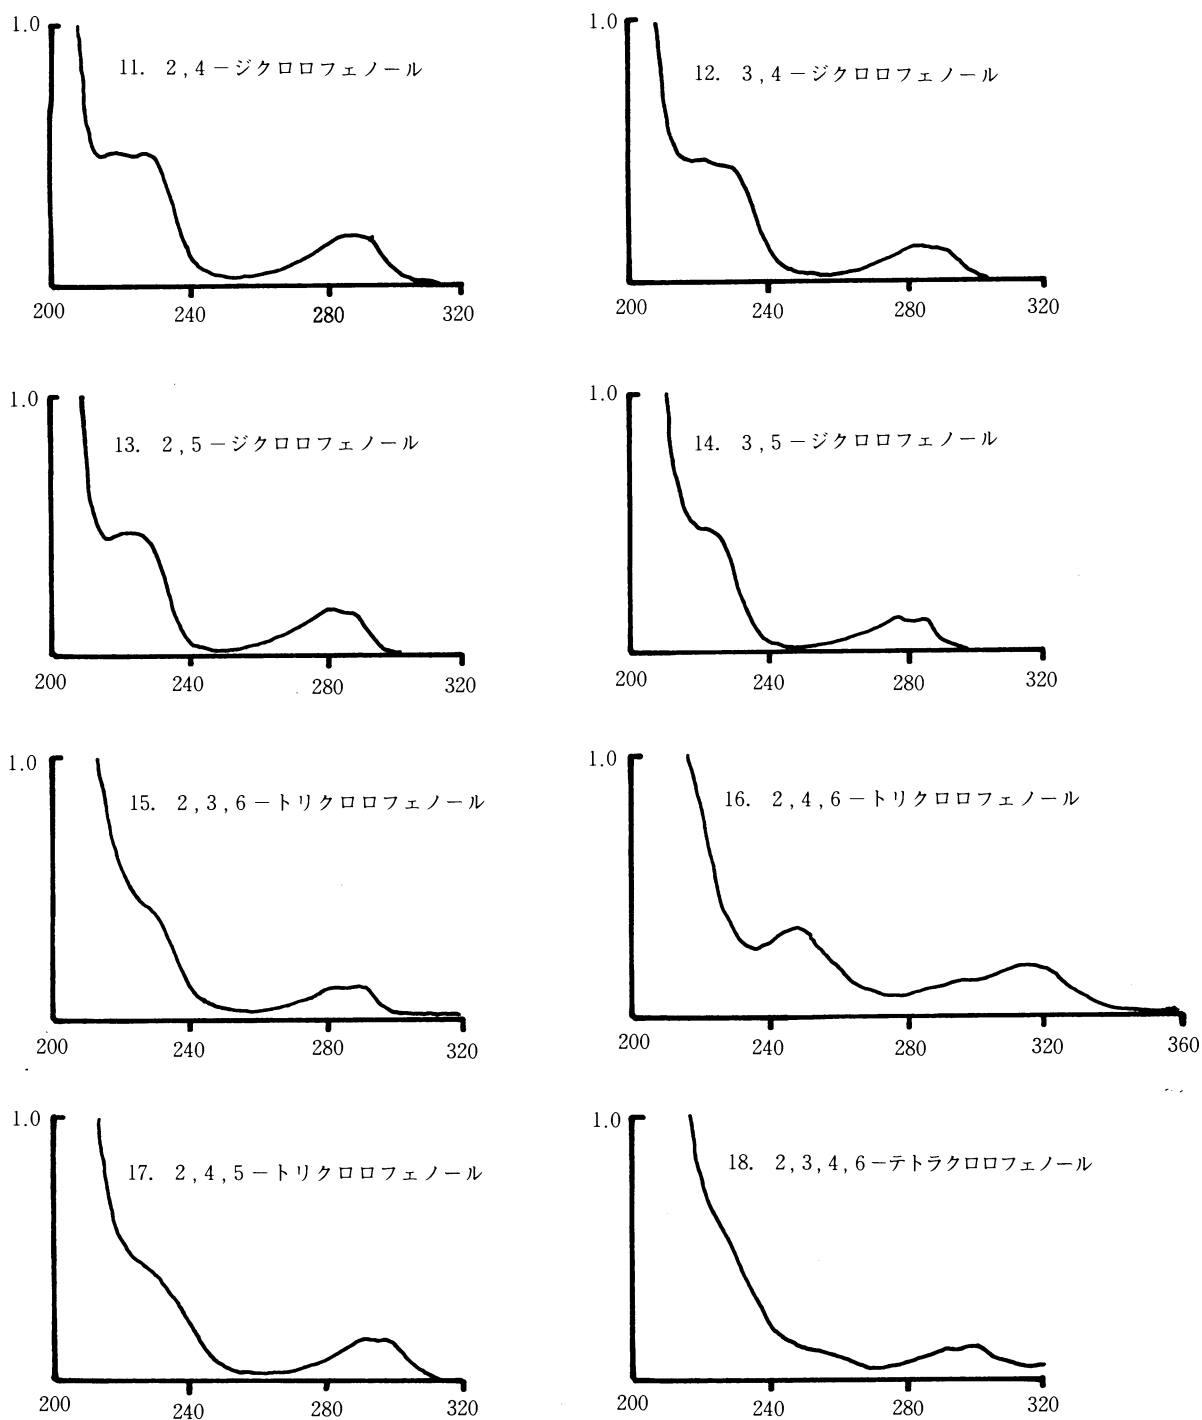 1.0
11. 2,4-ジクロロフェノール
200 240 280 320
1.0
12. 3,4-ジクロロフェノール
200 240 280 320
1.0
13. 2,5-ジクロロフェノール
200 240 280 320
1.0
14. 3,5-ジクロロフェノール
200 240 280 320
1.0
15. 2,3,6-トリクロロフェノール
200 240 280 320
1.0
16. 2,4,6-トリクロロフェノール
200 240 280 320 360
1.0
17. 2,4,5-トリクロロフェノール
200 240 280 320
1.0
18. 2,3,4,6-テトラクロロフェノール
200 240 280 320